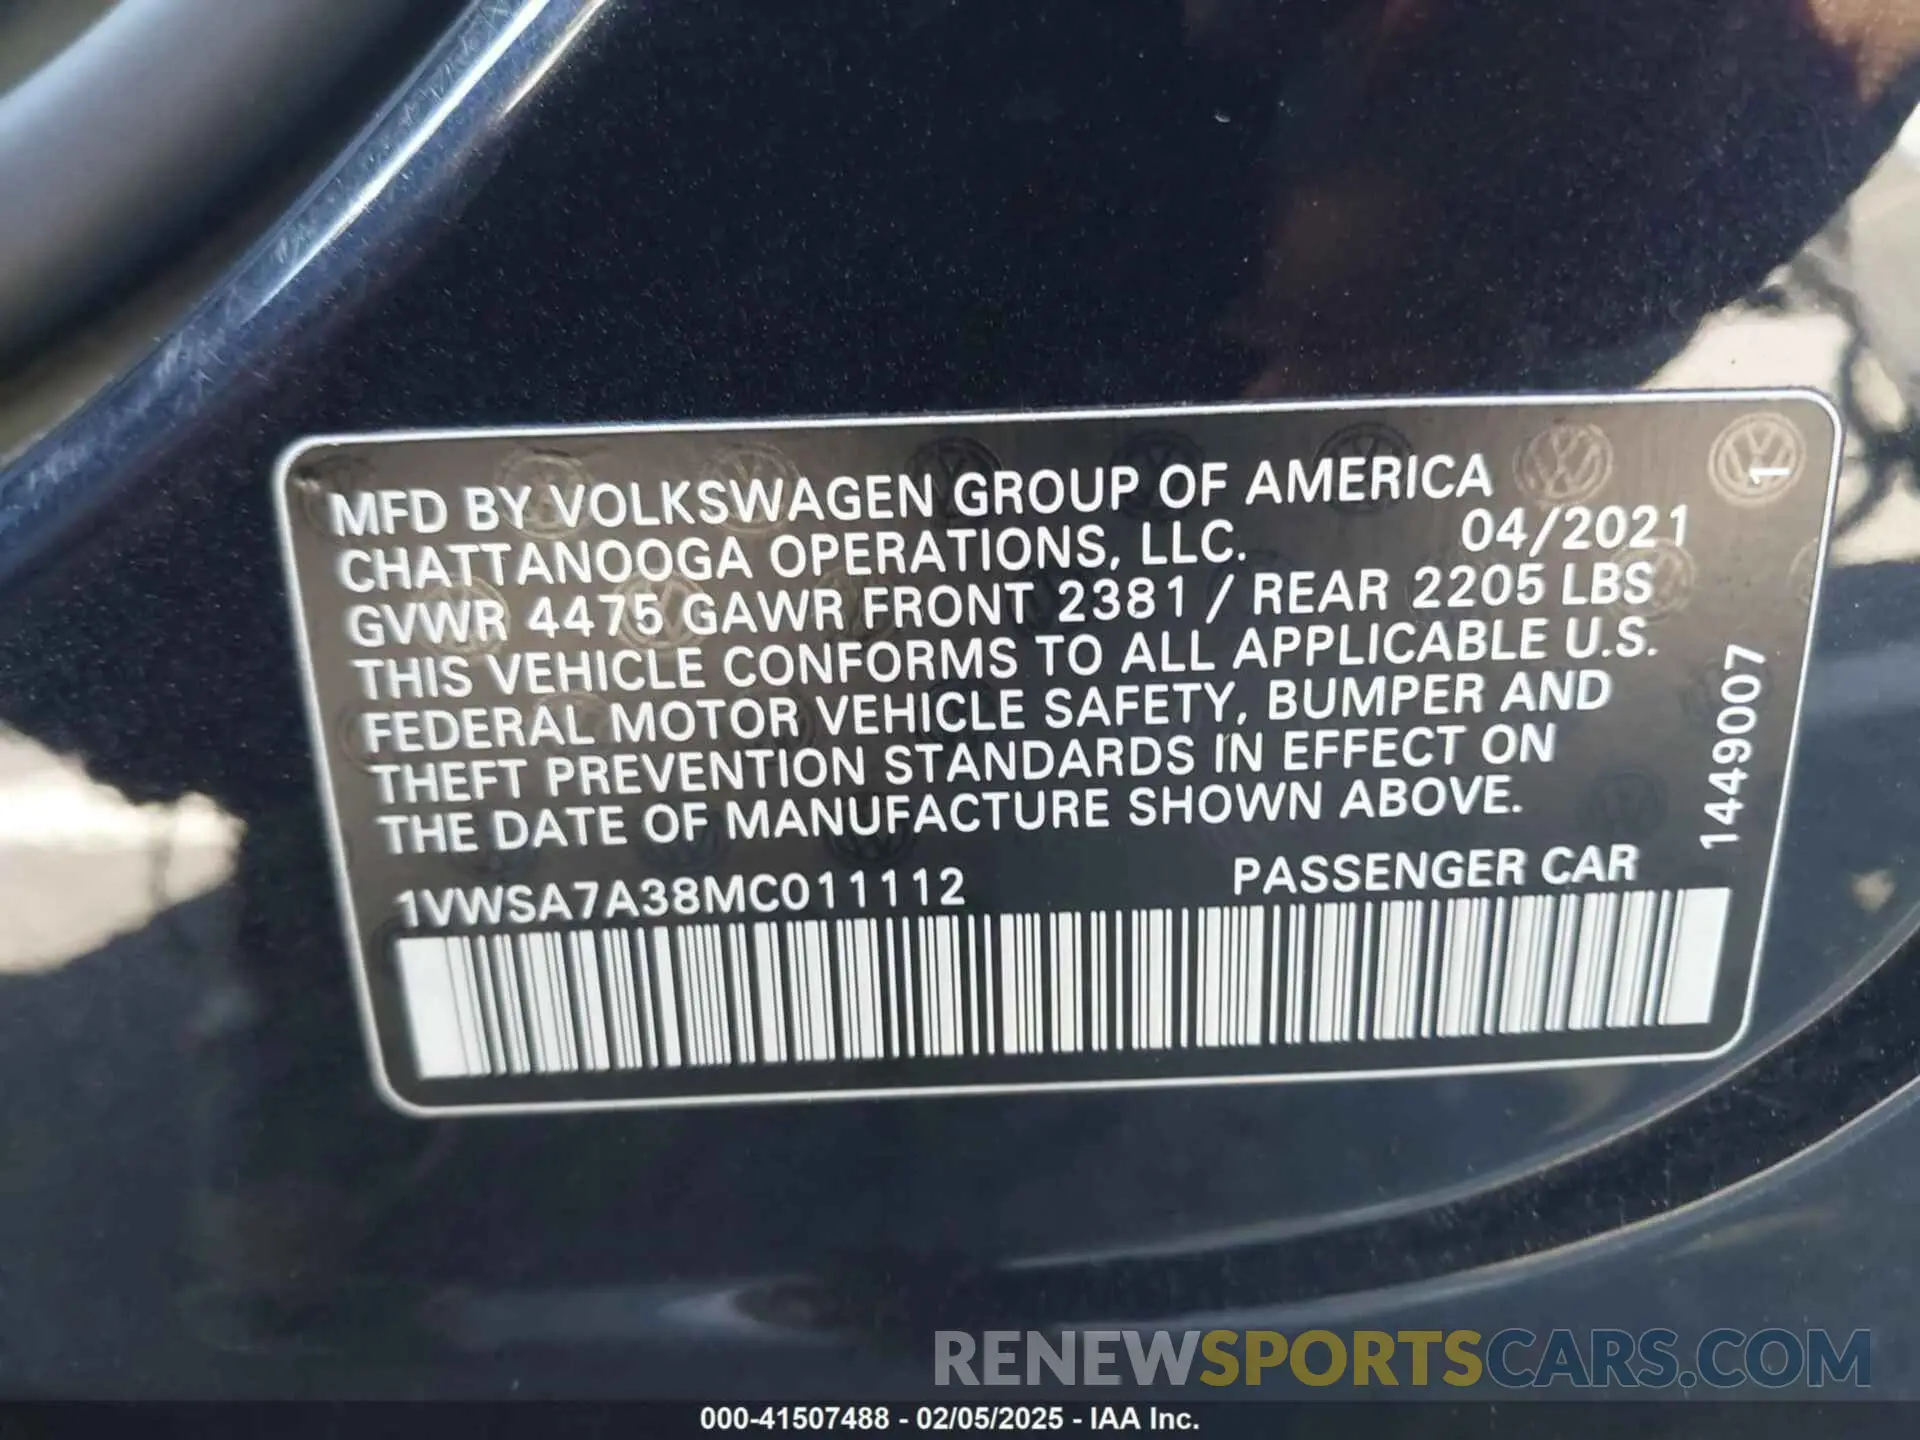 MFD BY VOLKSWAGEN GROUP OF AMERICA
CHATTANOOGA OPERATIONS, LLC. 04/2021
GVWR 4475 GAWR FRONT 2381 / REAR 2205 LBS
THIS VEHICLE CONFORMS TO ALL APPLICABLE U.S.
FEDERAL MOTOR VEHICLE SAFETY, BUMPER AND
THEFT PREVENTION STANDARDS IN EFFECT ON
THE DATE OF MANUFACTURE SHOWN ABOVE.
1VWSA7A38MC011112 PASSENGER CAR
1449007
1
RENEWSPORTSCARS.COM
000-41507488 - 02/05/2025 - IAA Inc.